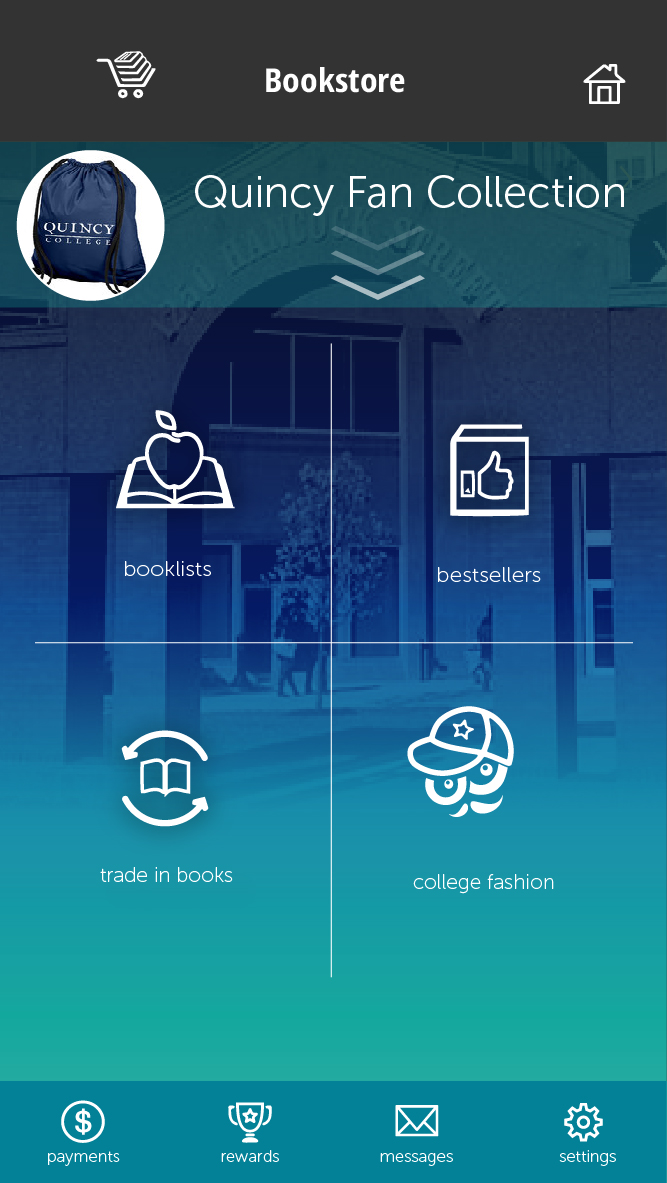 Bookstore
Quincy Fan Collection
QUINCY
COLLEGE
booklists
bestsellers
trade in books
college fashion
$
payments
rewards
messages
settings